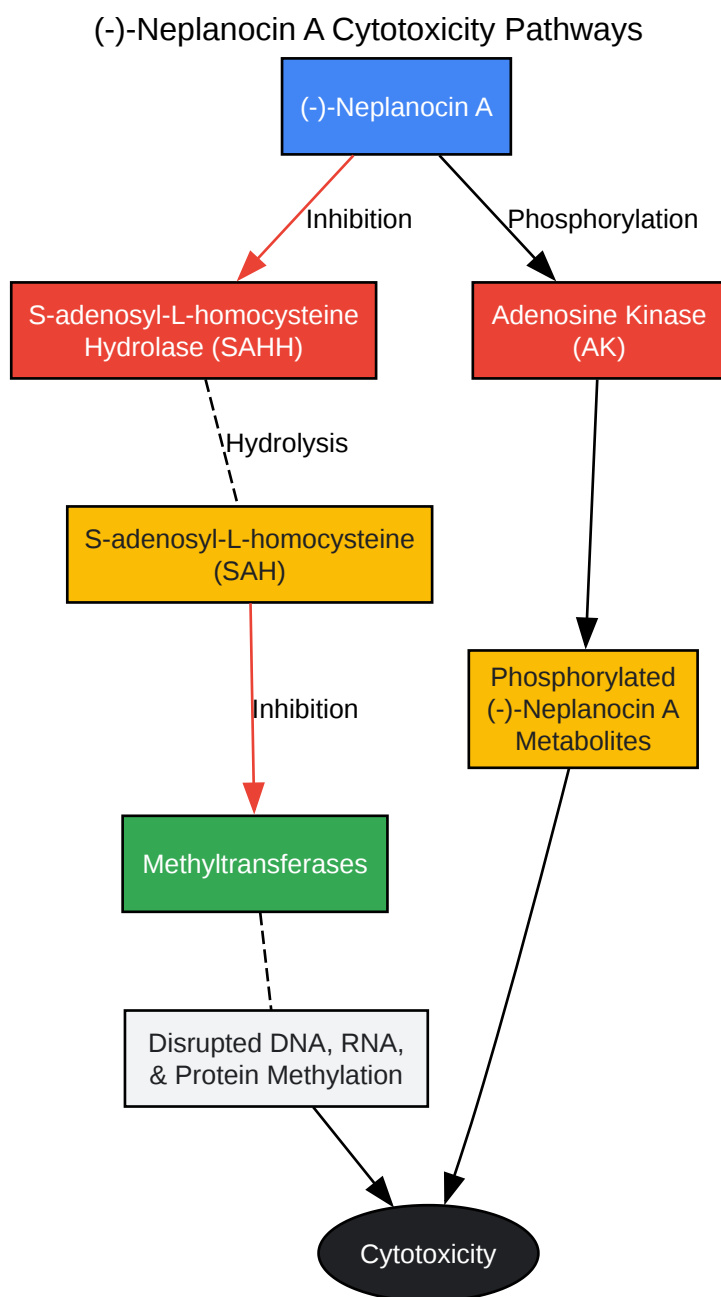 (-)-Neplanocin A Cytotoxicity Pathways
(-)-Neplanocin A
Inhibition
Phosphorylation
S-adenosyl-L-homocysteine
Hydrolase (SAHH)
Adenosine Kinase
(AK)
Hydrolysis
S-adenosyl-L-homocysteine
(SAH)
Phosphorylated
(-)-Neplanocin A
Metabolites
Inhibition
Methyltransferases
Disrupted DNA, RNA,
& Protein Methylation
Cytotoxicity